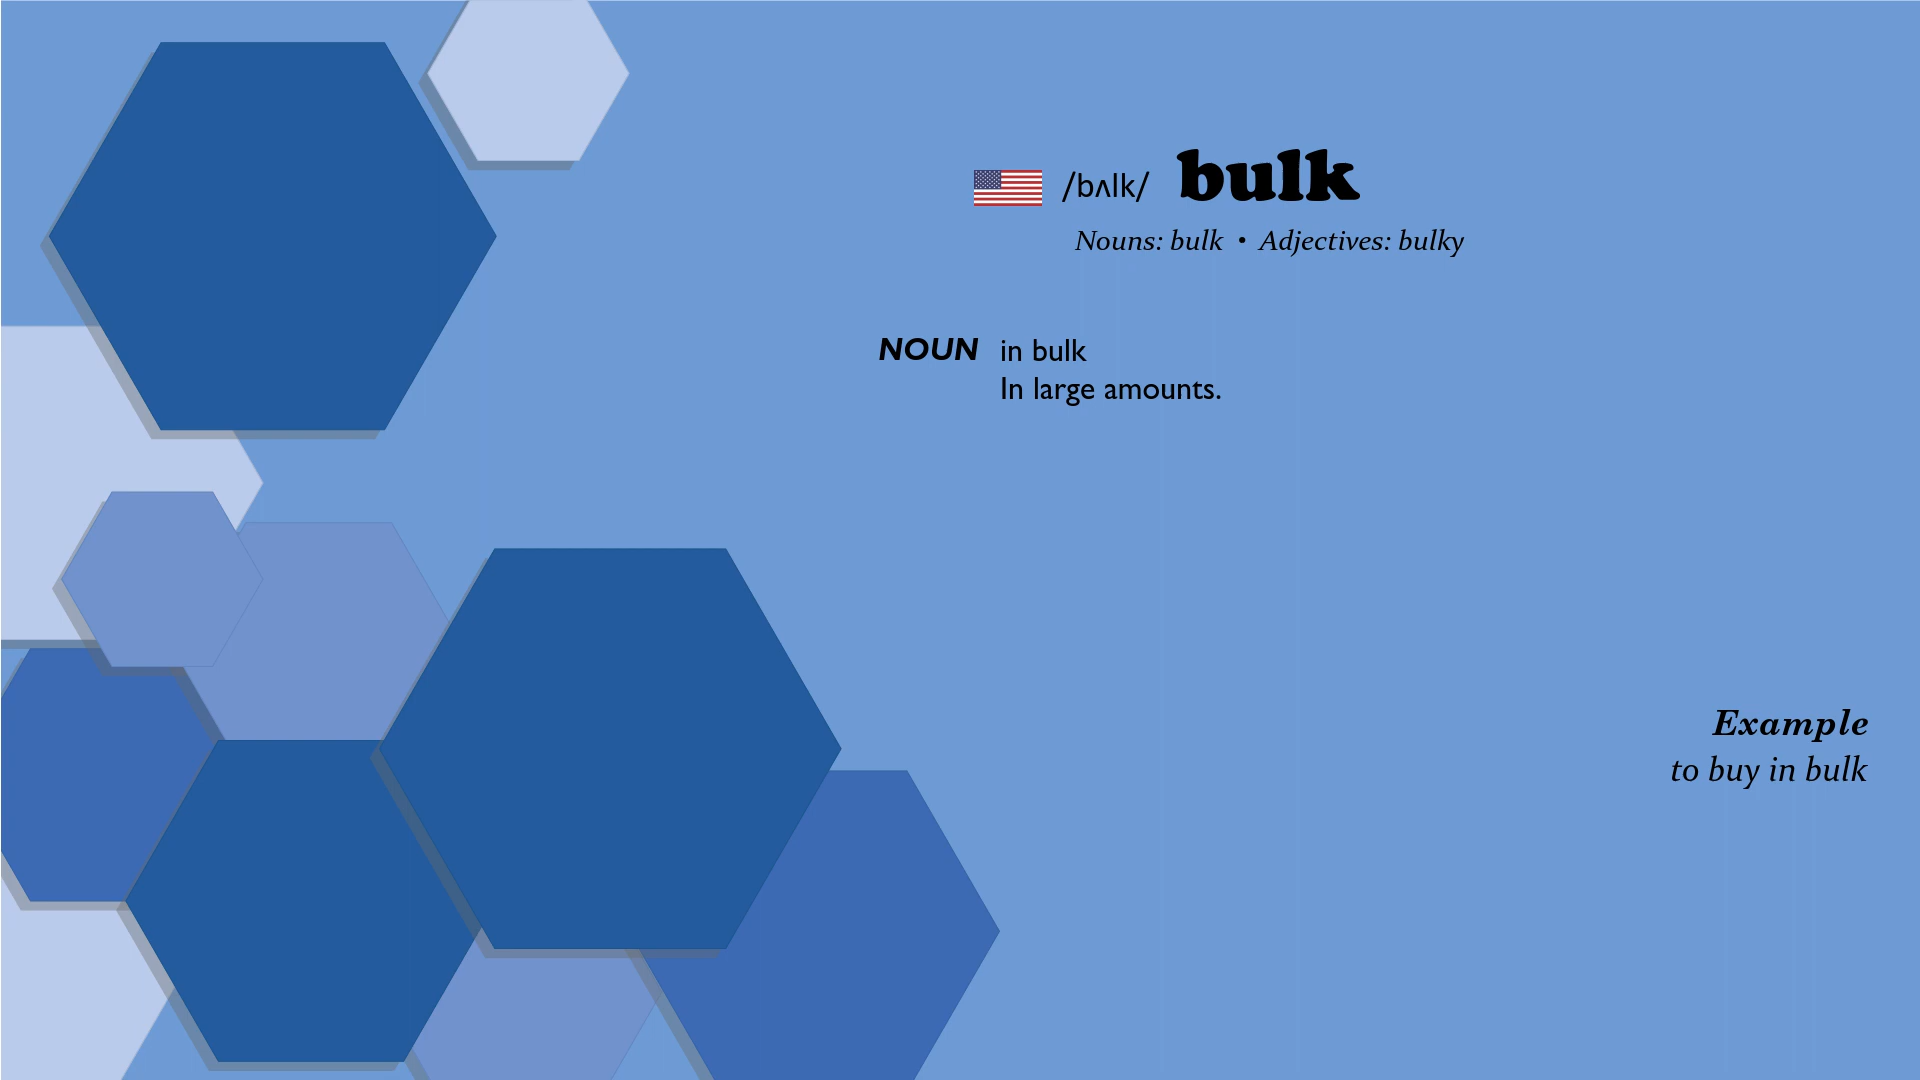 /bʌlk/ bulk
Nouns: bulk • Adjectives: bulky
NOUN in bulk
In large amounts.
Example
to buy in bulk